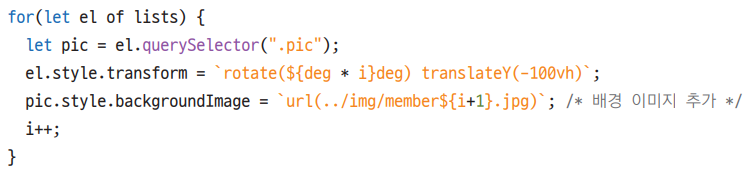 for(let el of lists) {
  let pic = el.querySelector(".pic");
  el.style.transform = `rotate(${deg * i}deg) translateY(-100vh)`;
  pic.style.backgroundImage = `url(../img/member${i+1}.jpg)`; /* 배경 이미지 추가 */
  i++;
}